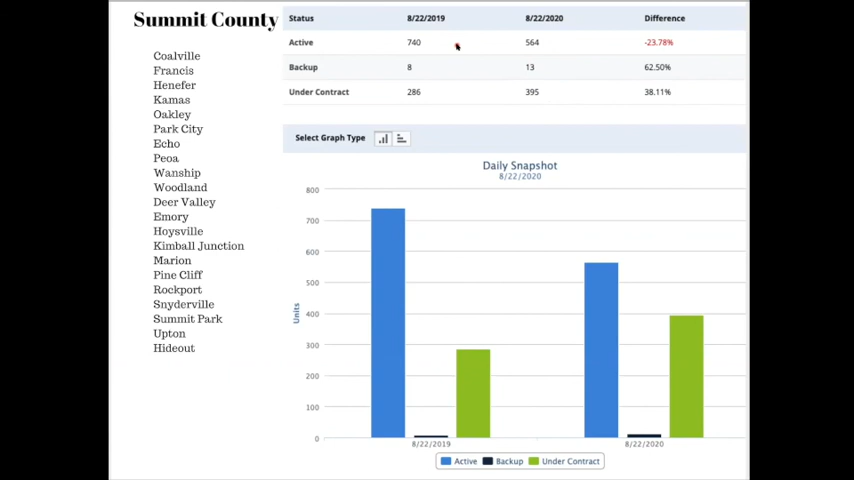 Summit County
Coalville
Francis
Henefer
Kamas
Oakley
Park City
Echo
Peoa
Wanship
Woodland
Deer Valley
Emory
Hoysville
Kimball Junction
Marion
Pine Cliff
Rockport
Snyderville
Summit Park
Upton
Hideout
Status 8/22/2019 8/22/2020 Difference
Active 740 564 -23.78%
Backup 8 13 62.50%
Under Contract 286 395 38.11%
Select Graph Type
Daily Snapshot
8/22/2020
800
700
600
500
400
300
200
100
0
Units
8/22/2019 8/22/2020
Active Backup Under Contract